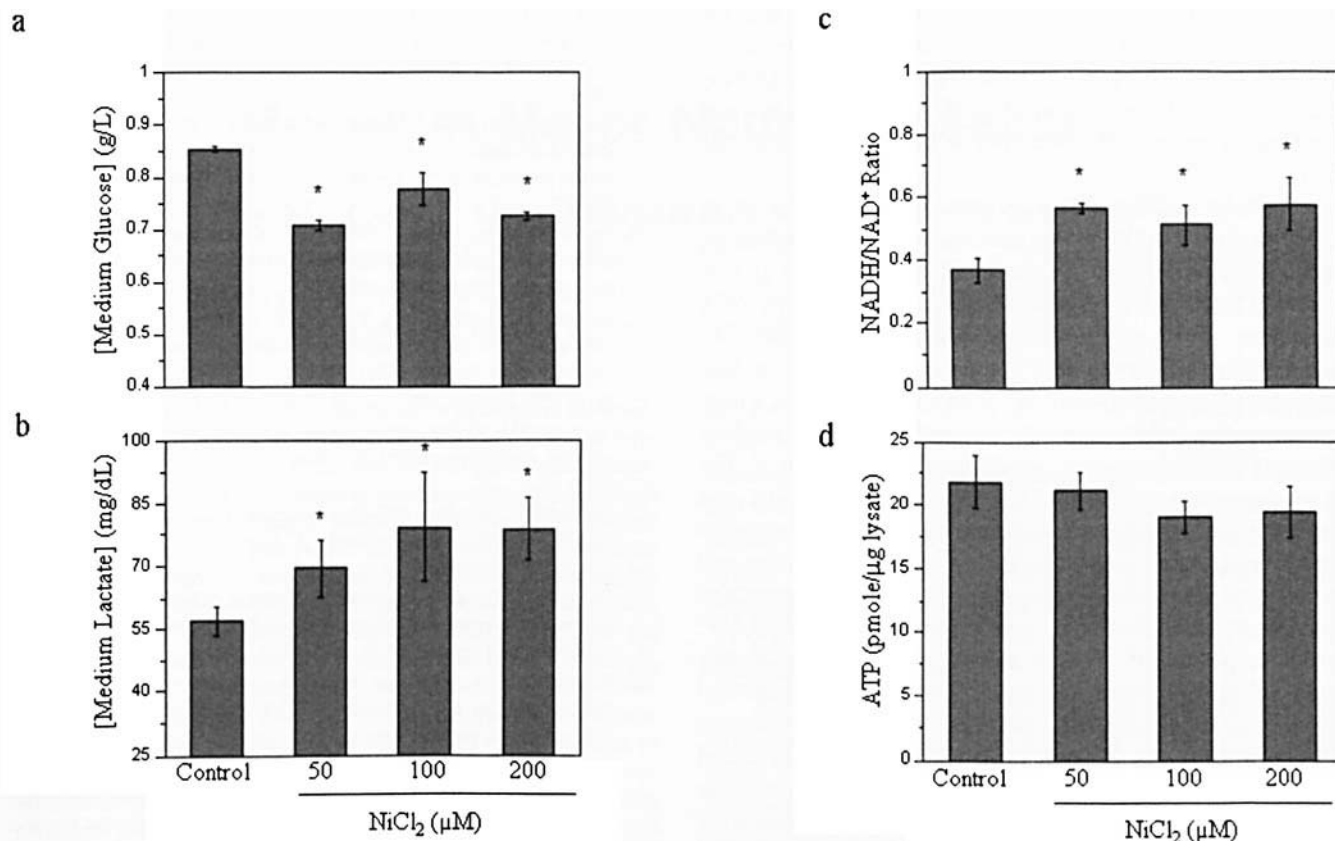 a
[Medium Glucose] (g/L)
1
0.9
0.8
0.7
0.6
0.5
0.4
*
*
*
b
[Medium Lactate] (mg/dL)
100
85
70
55
40
25
*
*
*
Control 50 100 200
NiCl₂ (µM)
c
NADH/NAD⁺ Ratio
1
0.8
0.6
0.4
0.2
0
*
*
*
d
ATP (pmole/µg lysate)
25
20
15
10
5
0
Control 50 100 200
NiCl₂ (µM)